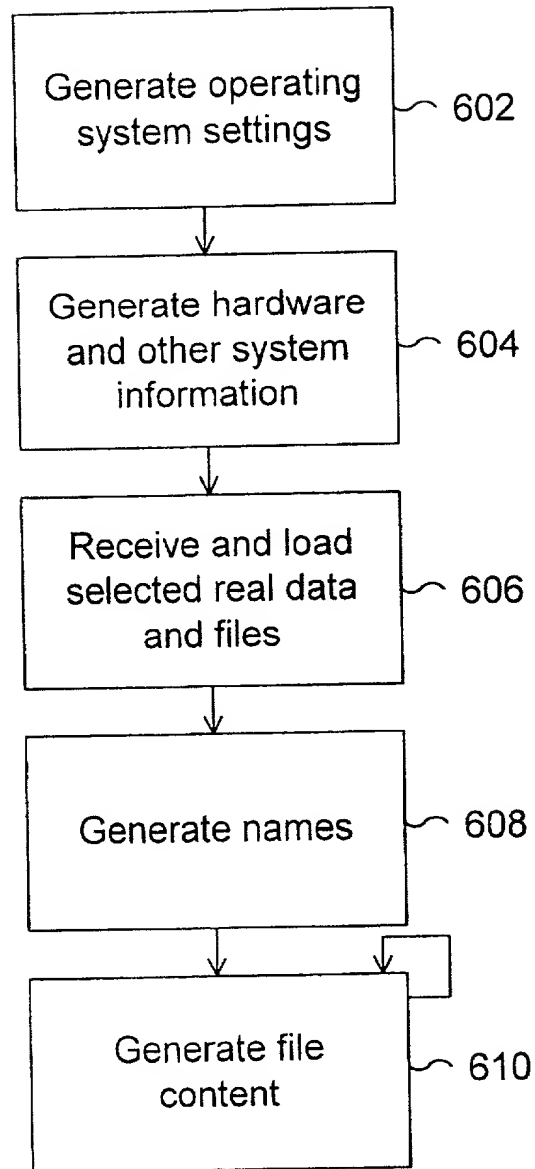 Generate operating
system settings
602
Generate hardware
and other system
information
604
Receive and load
selected real data
and files
606
Generate names
608
Generate file
content
610